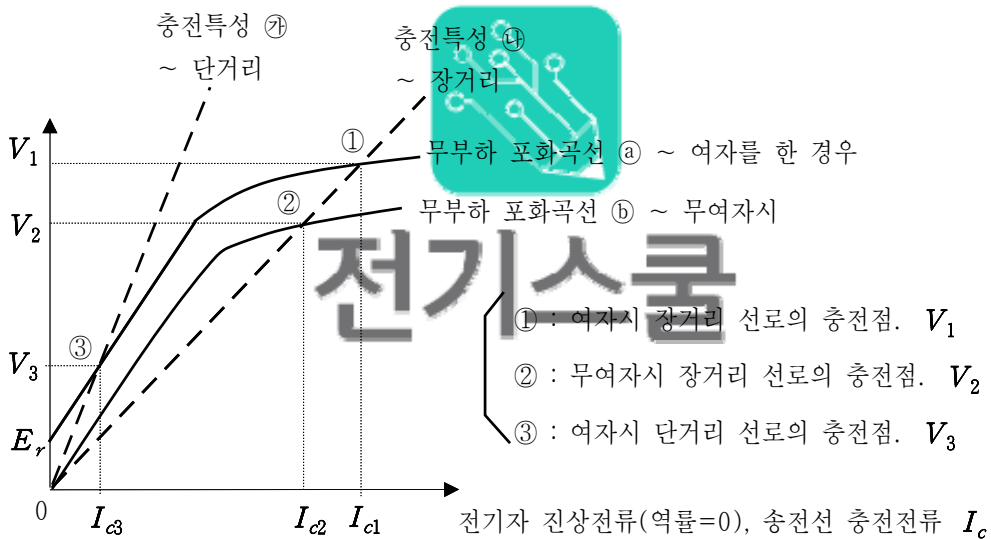 충전특성 ㉮
~ 단거리
충전특성 ㉯
~ 장거리
V₁
①
무부하 포화곡선 ⓐ ~ 여자를 한 경우
V₂
②
무부하 포화곡선 ⓑ ~ 무여자시
전기스쿨
① : 여자시 장거리 선로의 충전점. V₁
② : 무여자시 장거리 선로의 충전점. V₂
③ : 여자시 단거리 선로의 충전점. V₃
V₃
③
Eᵣ
0
I_c3
I_c2
I_c1
전기자 진상전류(역률=0), 송전선 충전전류 I_c